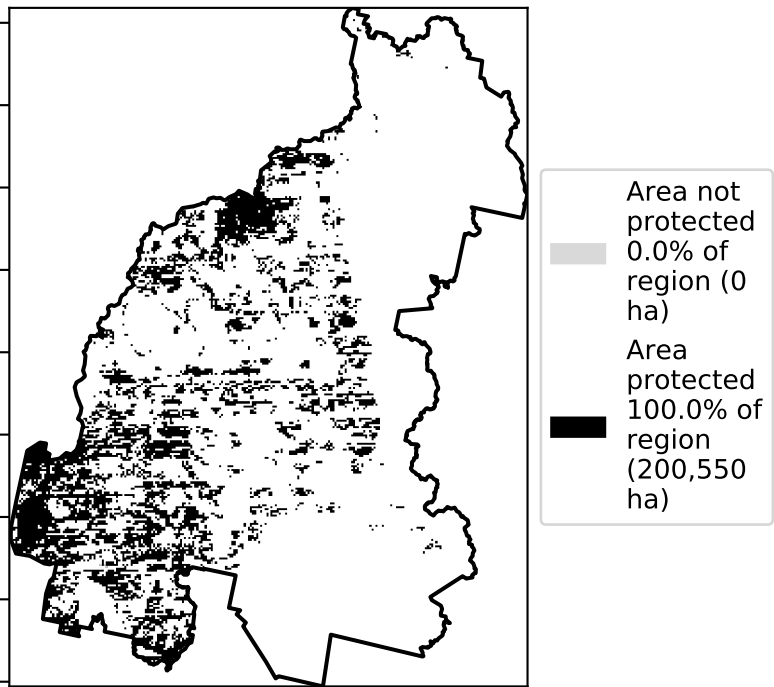 Area not
protected
0.0% of
region (0
ha)
Area
protected
100.0% of
region
(200,550
ha)